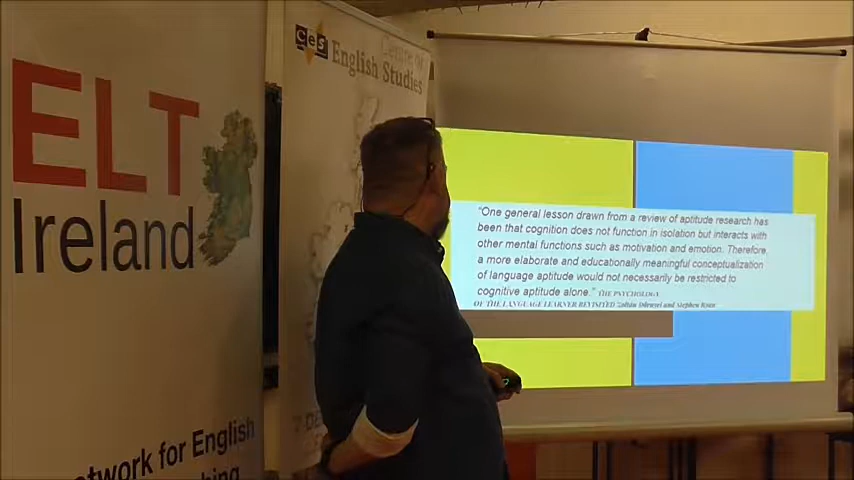 ELT
Ireland
etwork for English
ces
Centre of
English Studies
"One general lesson drawn from a review of aptitude research has
been that cognition does not function in isolation but interacts with
other mental functions such as motivation and emotion. Therefore,
a more elaborate and educationally meaningful conceptualization
of language aptitude would not necessarily be restricted to
cognitive aptitude alone." THE PSYCHOLOGY
OF THE LANGUAGE LEARNER REVISITED Zoltán Dörnyei and Stephen Ryan